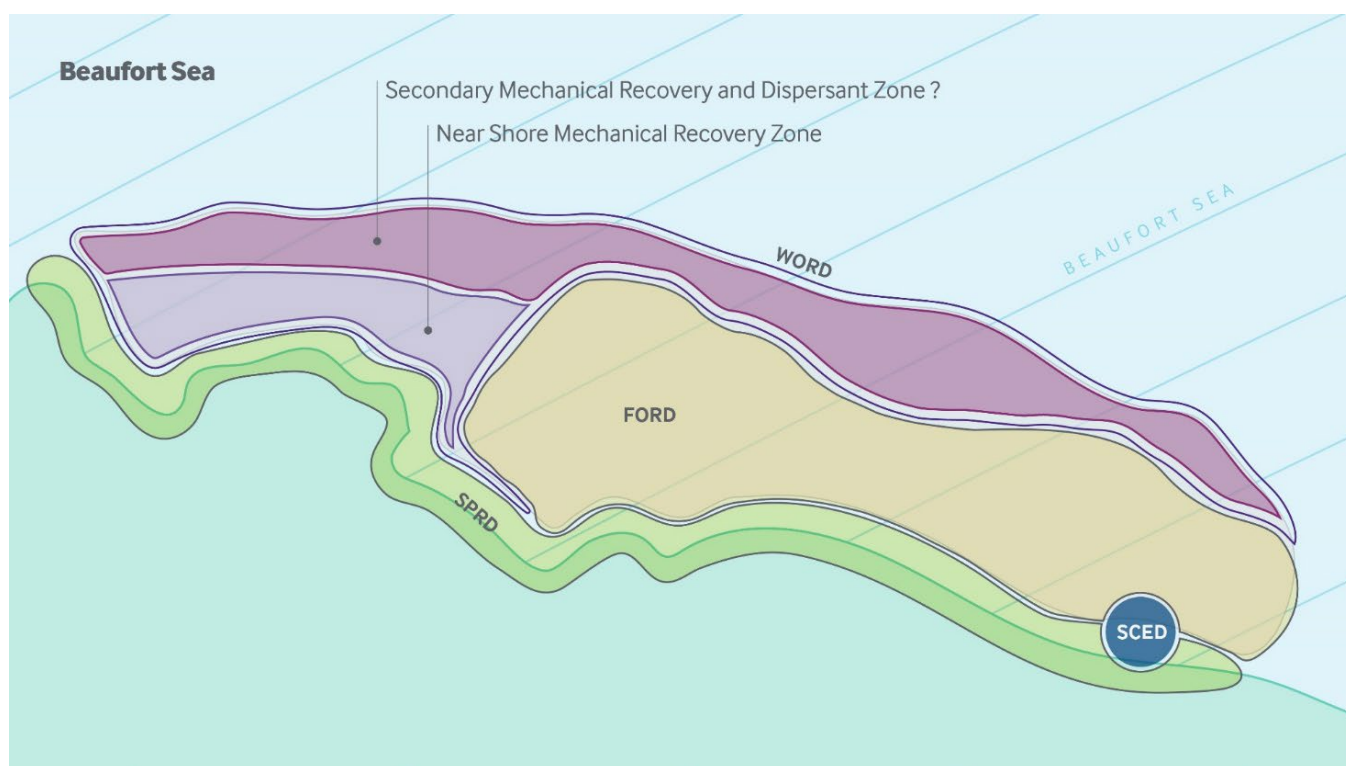 Beaufort Sea
Secondary Mechanical Recovery and Dispersant Zone ?
Near Shore Mechanical Recovery Zone
BEAUFORT SEA
WORD
FORD
SPRD
SCED